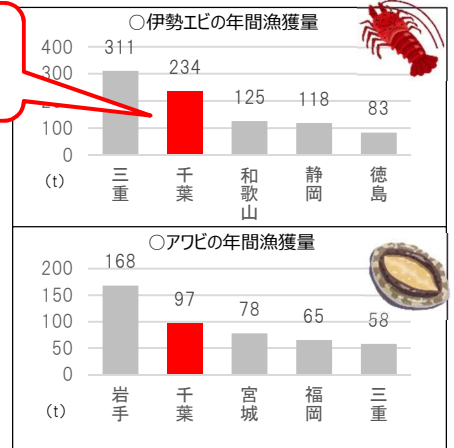 ○伊勢エビの年間漁獲量
400
300
100
0
(t)
311
234
125
118
83
三重
千葉
和歌山
静岡
徳島
○アワビの年間漁獲量
200
150
100
50
0
(t)
168
97
78
65
58
岩手
千葉
宮城
福岡
三重